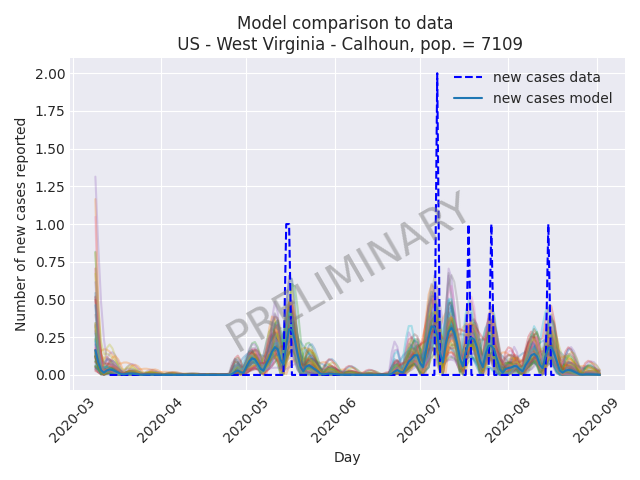 Model comparison to data
US - West Virginia - Calhoun, pop. = 7109
2.00
1.75
1.50
1.25
1.00
0.75
0.50
0.25
0.00
Number of new cases reported
new cases data
new cases model
PRELIMINARY
2020-03
2020-04
2020-05
2020-06
2020-07
2020-08
2020-09
Day